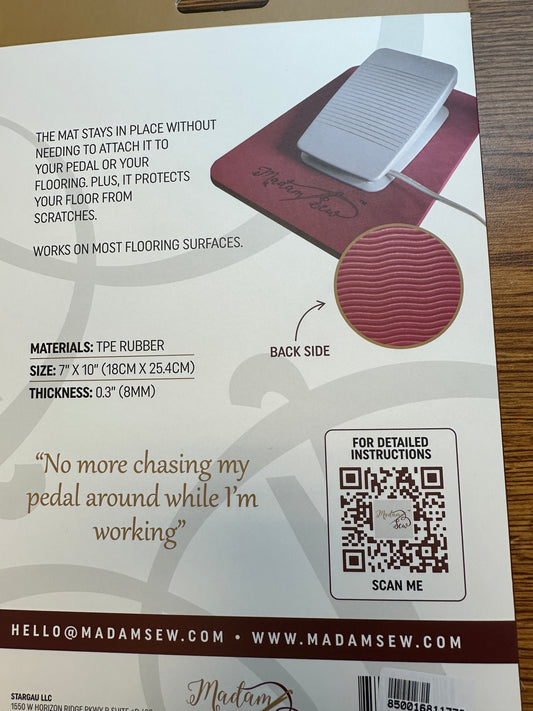 THE MAT STAYS IN PLACE WITHOUT
NEEDING TO ATTACH IT TO
YOUR PEDAL OR YOUR
FLOORING. PLUS, IT PROTECTS
YOUR FLOOR FROM
SCRATCHES.
WORKS ON MOST FLOORING SURFACES.
Madam Sew™
BACK SIDE
MATERIALS: TPE RUBBER
SIZE: 7" X 10" (18CM X 25.4CM)
THICKNESS: 0.3" (8MM)
“No more chasing my
pedal around while I’m
working”
FOR DETAILED
INSTRUCTIONS
Madam
Sew
SCAN ME
HELLO@MADAMSEW.COM • WWW.MADAMSEW.COM
STARGAU LLC
1550 W HORIZON RIDGE PKWY
Madam